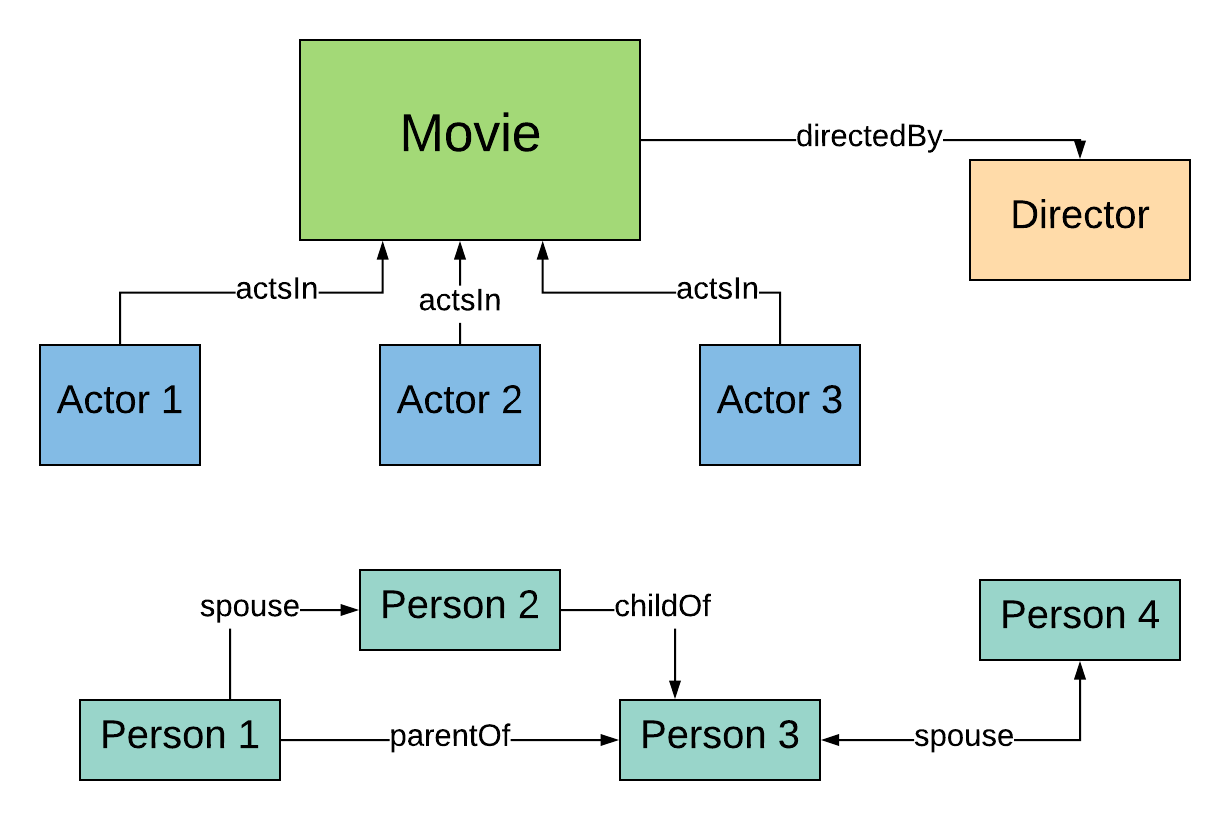 Movie
directedBy
Director
actsIn
actsIn
actsIn
Actor 1
Actor 2
Actor 3
spouse
Person 2
childOf
Person 4
Person 1
parentOf
Person 3
spouse